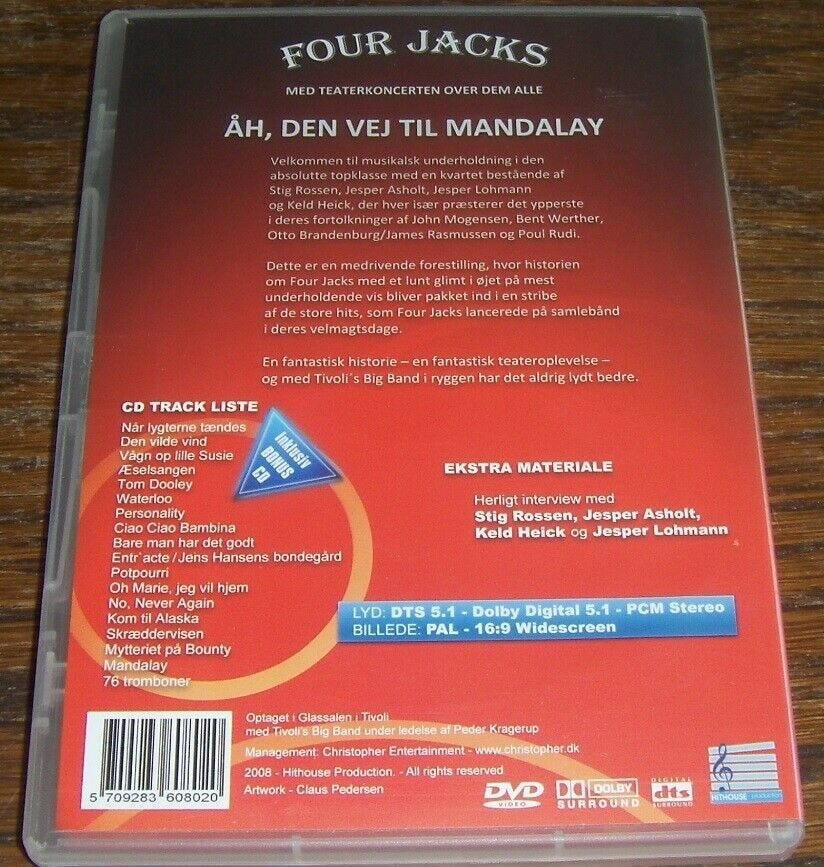 FOUR JACKS
MED TEATERKONCERTEN OVER DEM ALLE
ÅH, DEN VEJ TIL MANDALAY
Velkommen til musikalsk underholdning i den
absolutte topklasse med en kvartet bestående af
Stig Rossen, Jesper Asholt, Jesper Lohmann
og Keld Heick, der hver især præsterer det ypperste
i deres fortolkninger af John Mogensen, Bent Werther,
Otto Brandenburg/James Rasmussen og Poul Rudi.
Dette er en medrivende forestilling, hvor historien
om Four Jacks med et lunt glimt i øjet på mest
underholdende vis bliver pakket ind i en stribe
af de store hits, som Four Jacks lancerede på samlebånd
i deres velmagtsdage.
En fantastisk historie – en fantastisk teateroplevelse –
og med Tivoli´s Big Band i ryggen har det aldrig lydt bedre.
CD TRACK LISTE
Når lygterne tændes
Den vilde vind
Vågn op lille Susie
Æselsangen
Tom Dooley
Waterloo
Personality
Ciao Ciao Bambina
Bare man har det godt
Entr´acte/Jens Hansens bondegård
Potpourri
Oh Marie, jeg vil hjem
No, Never Again
Kom til Alaska
Skræddervisen
Mytteriet på Bounty
Mandalay
76 tromboner
Inklusiv
BONUS
CD
EKSTRA MATERIALE
Herligt interview med
Stig Rossen, Jesper Asholt,
Keld Heick og Jesper Lohmann
LYD: DTS 5.1 - Dolby Digital 5.1 - PCM Stereo
BILLEDE: PAL - 16:9 Widescreen
5 709283 608020
Optaget i Glassalen i Tivoli
med Tivoli's Big Band under ledelse af Peder Kragerup
Management: Christopher Entertainment - www.christopher.dk
2008 - Hithouse Production. - All rights reserved
Artwork - Claus Pedersen
DVD
VIDEO
DOLBY
SURROUND
DIGITAL
dts
SURROUND
HITHOUSE production